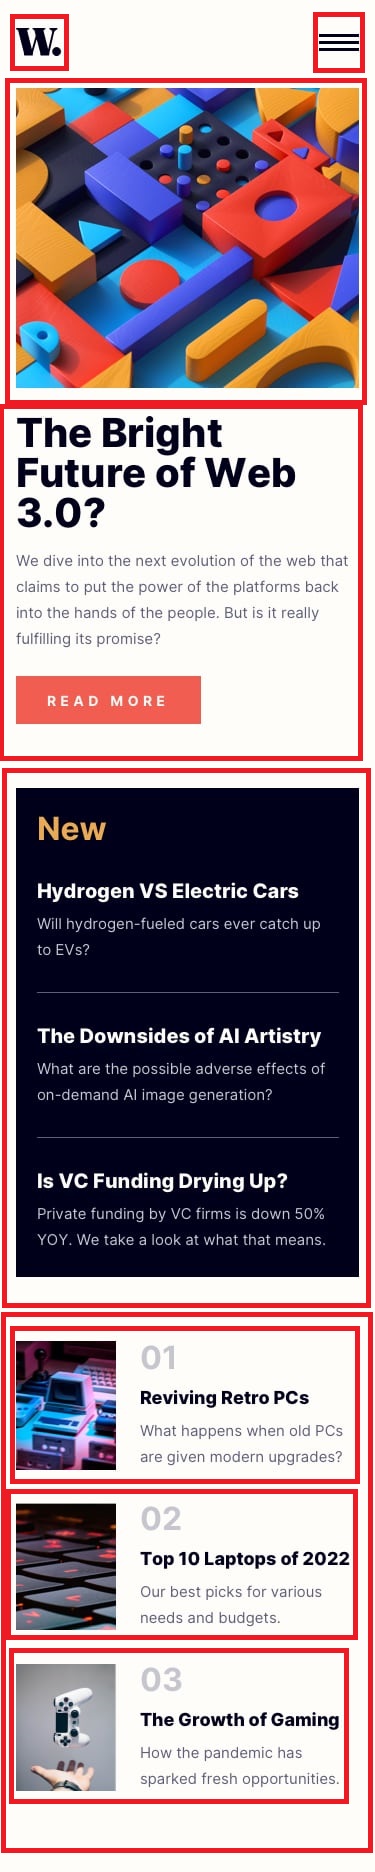 W.
The Bright
Future of Web
3.0?
We dive into the next evolution of the web that
claims to put the power of the platforms back
into the hands of the people. But is it really
fulfilling its promise?
READ MORE
New
Hydrogen VS Electric Cars
Will hydrogen-fueled cars ever catch up
to EVs?
The Downsides of AI Artistry
What are the possible adverse effects of
on-demand AI image generation?
Is VC Funding Drying Up?
Private funding by VC firms is down 50%
YOY. We take a look at what that means.
01
Reviving Retro PCs
What happens when old PCs
are given modern upgrades?
02
Top 10 Laptops of 2022
Our best picks for various
needs and budgets.
03
The Growth of Gaming
How the pandemic has
sparked fresh opportunities.